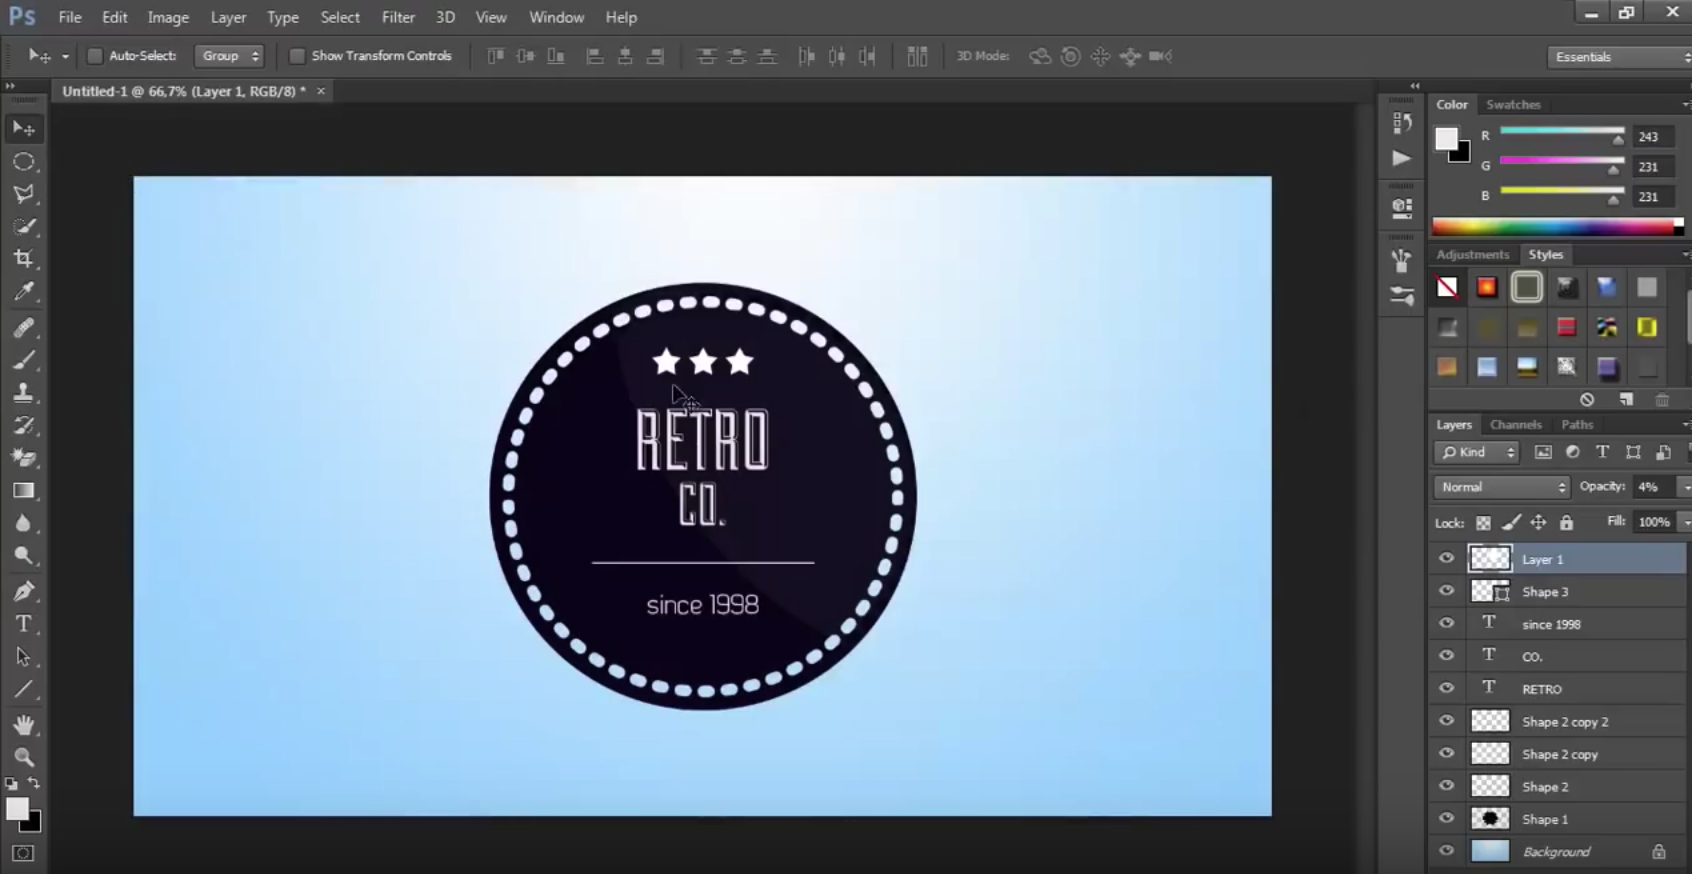 Ps File Edit Image Layer Type Select Filter 3D View Window Help
Auto-Select: Group Show Transform Controls 3D Mode: Essentials
Untitled-1 @ 66,7% (Layer 1, RGB/8) * ×
Color Swatches
R 243
G 231
B 231
Adjustments Styles
RETRO
CO.
since 1998
Layers Channels Paths
Kind
Normal Opacity: 4%
Lock: Fill: 100%
Layer 1
Shape 3
T since 1998
T CO.
T RETRO
Shape 2 copy 2
Shape 2 copy
Shape 2
Shape 1
Background